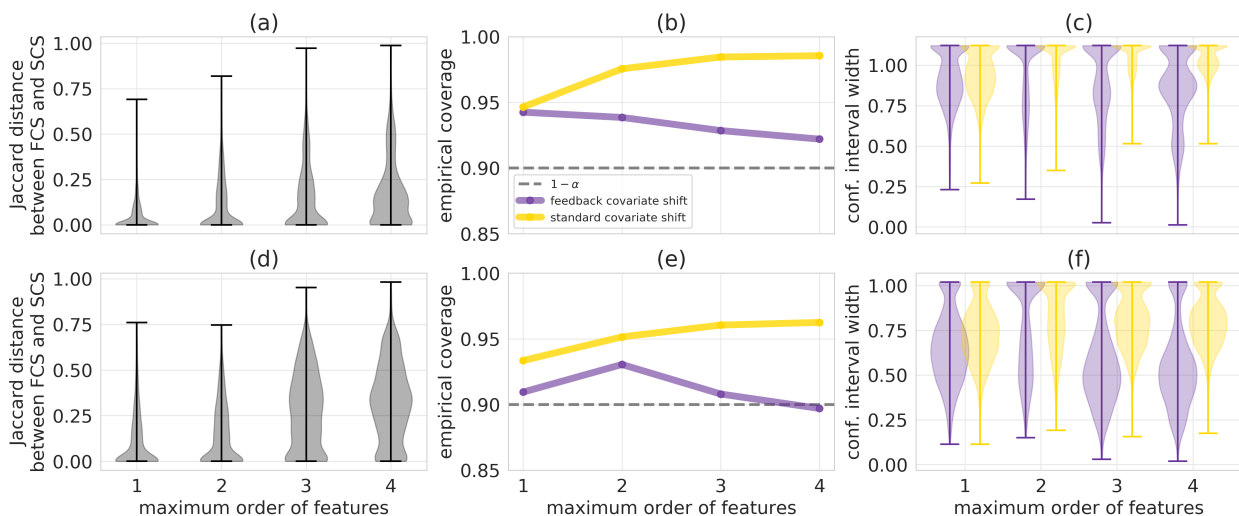 (a)
(b)
(c)
Jaccard distance
between FCS and SCS
1.00
0.75
0.50
0.25
0.00
empirical coverage
1.00
0.95
0.90
0.85
1 − α
feedback covariate shift
standard covariate shift
conf. interval width
1.00
0.75
0.50
0.25
0.00
(d)
(e)
(f)
Jaccard distance
between FCS and SCS
1.00
0.75
0.50
0.25
0.00
1 2 3 4
maximum order of features
empirical coverage
1.00
0.95
0.90
0.85
1 2 3 4
maximum order of features
conf. interval width
1.00
0.75
0.50
0.25
0.00
1 2 3 4
maximum order of features